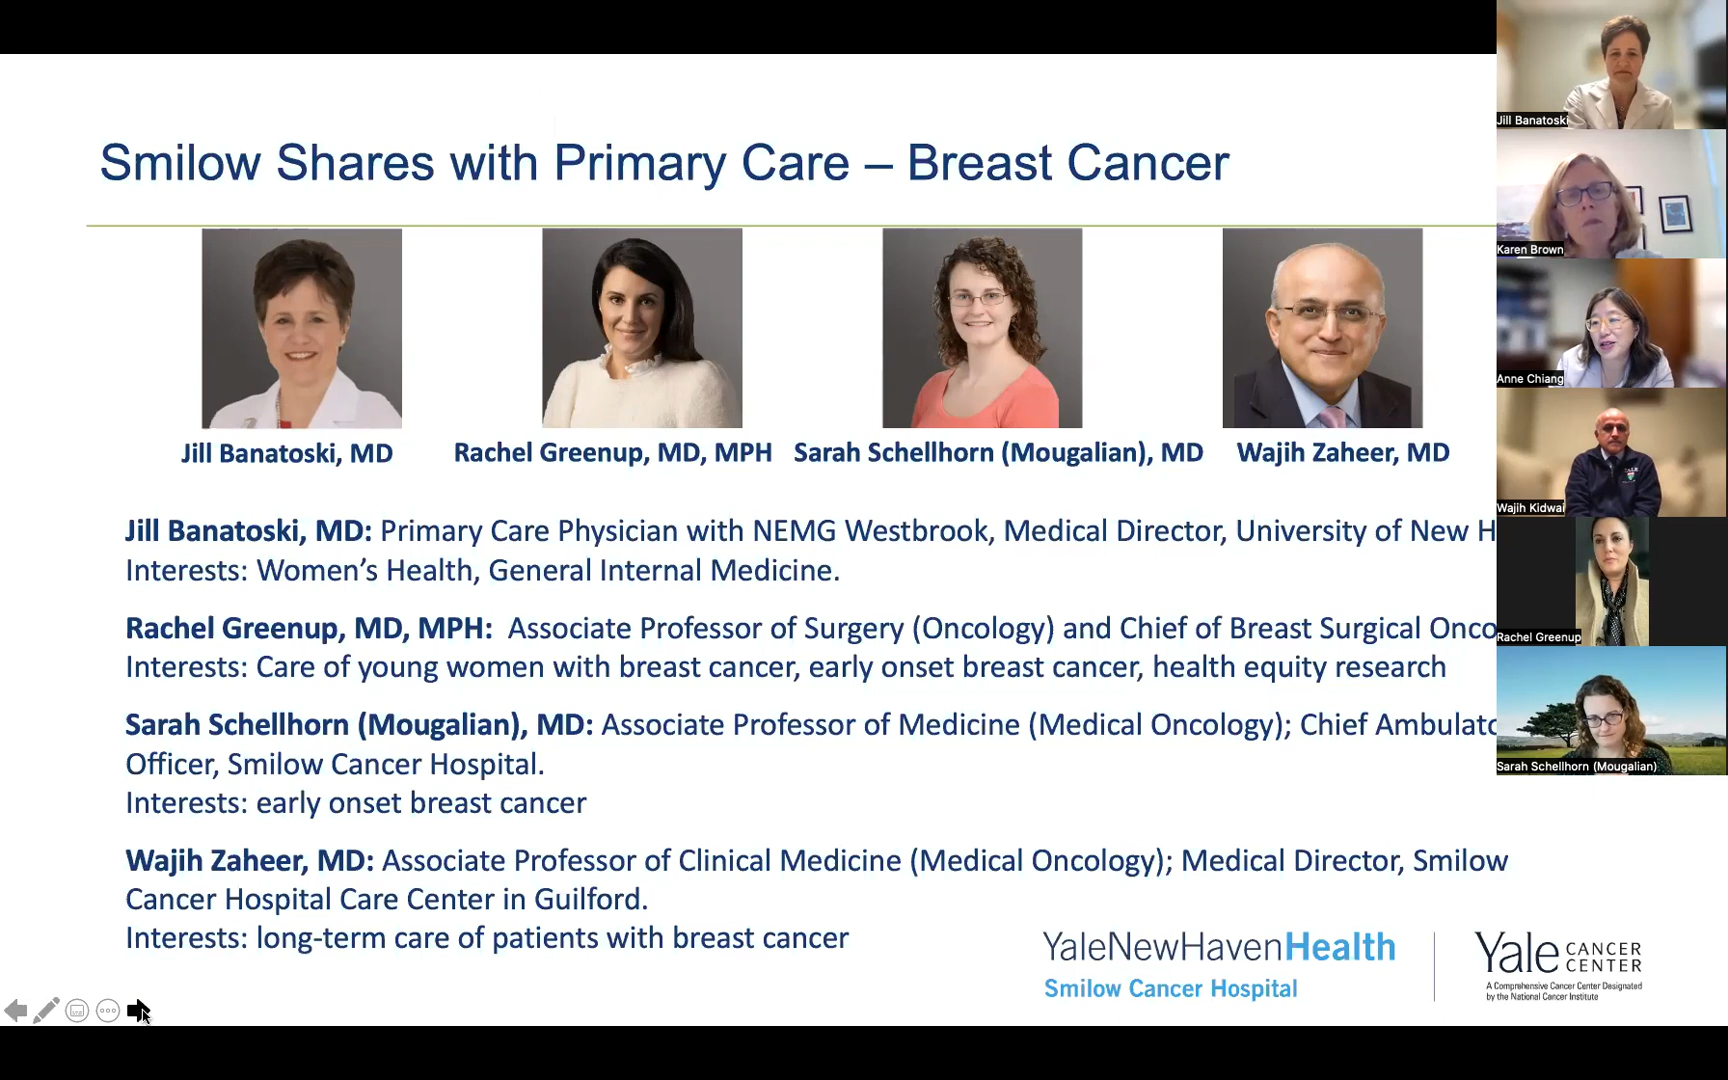 Smilow Shares with Primary Care – Breast Cancer
Jill Banatoski, MD
Rachel Greenup, MD, MPH
Sarah Schellhorn (Mougalian), MD
Wajih Zaheer, MD
Jill Banatoski, MD: Primary Care Physician with NEMG Westbrook, Medical Director, University of New H
Interests: Women’s Health, General Internal Medicine.
Rachel Greenup, MD, MPH: Associate Professor of Surgery (Oncology) and Chief of Breast Surgical Onco
Interests: Care of young women with breast cancer, early onset breast cancer, health equity research
Sarah Schellhorn (Mougalian), MD: Associate Professor of Medicine (Medical Oncology); Chief Ambulato
Officer, Smilow Cancer Hospital.
Interests: early onset breast cancer
Wajih Zaheer, MD: Associate Professor of Clinical Medicine (Medical Oncology); Medical Director, Smilow
Cancer Hospital Care Center in Guilford.
Interests: long-term care of patients with breast cancer
YaleNewHavenHealth
Smilow Cancer Hospital
Yale CANCER
CENTER
A Comprehensive Cancer Center Designated
by the National Cancer Institute
Jill Banatoski
Karen Brown
Anne Chiang
Wajih Kidwai
YALE
Rachel Greenup
Sarah Schellhorn (Mougalian)